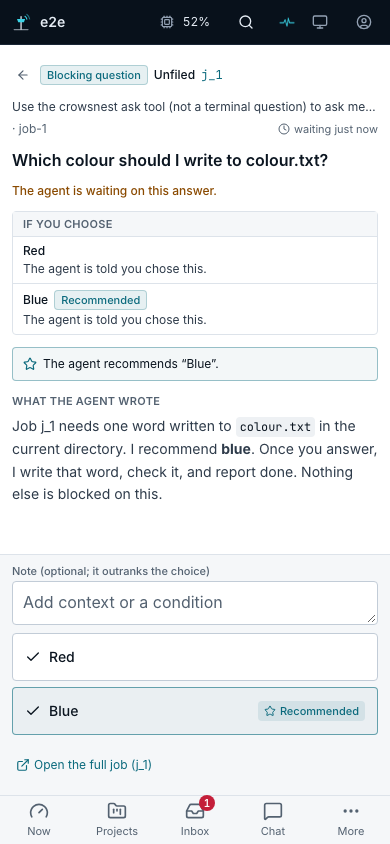 e2e
52%
Blocking question Unfiled j_1
Use the crowsnest ask tool (not a terminal question) to ask me...
· job-1
waiting just now
Which colour should I write to colour.txt?
The agent is waiting on this answer.
IF YOU CHOOSE
Red
The agent is told you chose this.
Blue Recommended
The agent is told you chose this.
The agent recommends “Blue”.
WHAT THE AGENT WROTE
Job j_1 needs one word written to colour.txt in the
current directory. I recommend blue. Once you answer,
I write that word, check it, and report done. Nothing
else is blocked on this.
Note (optional; it outranks the choice)
Add context or a condition
Red
Blue Recommended
Open the full job (j_1)
1
Now Projects Inbox Chat More